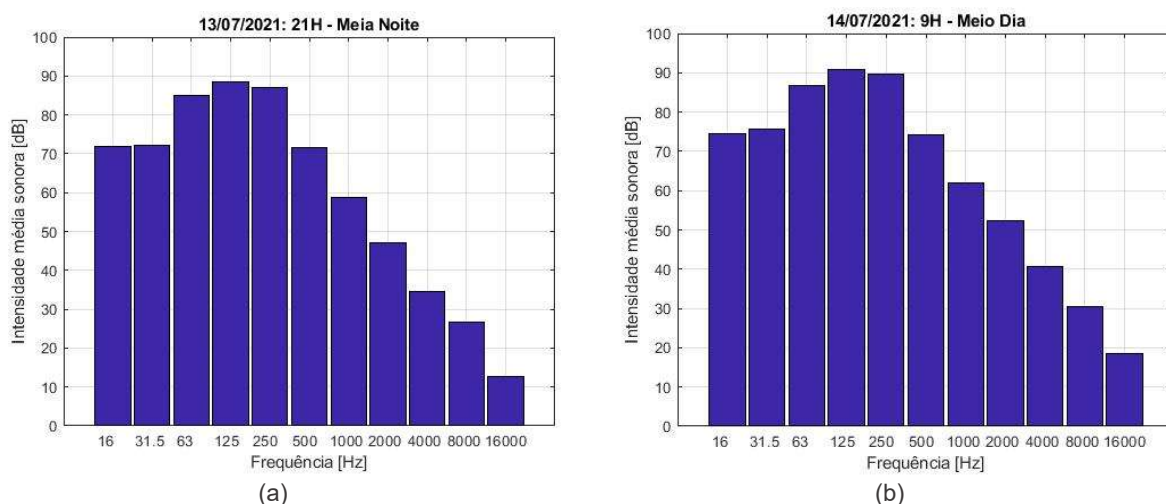 13/07/2021: 21H - Meia Noite
Intensidade média sonora [dB]
100
90
80
70
60
50
40
30
20
10
0
16 31.5 63 125 250 500 1000 2000 4000 8000 16000
Frequência [Hz]
(a)
14/07/2021: 9H - Meio Dia
Intensidade média sonora [dB]
100
90
80
70
60
50
40
30
20
10
0
16 31.5 63 125 250 500 1000 2000 4000 8000 16000
Frequência [Hz]
(b)